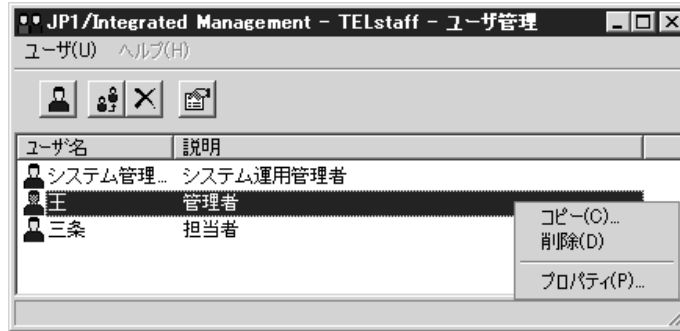 JP1/Integrated Management - TELstaff - ユーザ管理
ユーザ(U) ヘルプ(H)
ユーザ名 説明
システム管理... システム運用管理者
王 管理者
三条 担当者
コピー(C)...
削除(D)
プロパティ(P)...